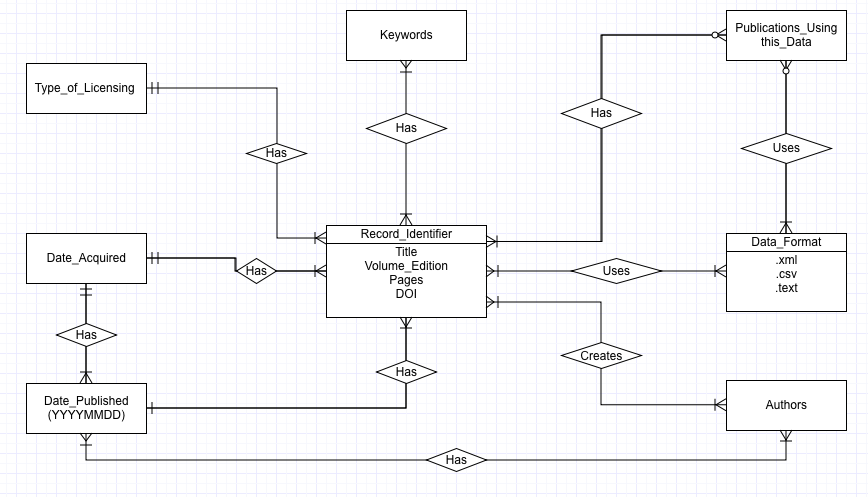 Keywords
Publications_Using
this_Data
Type_of_Licensing
Has
Has
Has
Uses
Record_Identifier
Title
Volume_Edition
Pages
DOI
Data_Format
.xml
.csv
.text
Date_Acquired
Has
Uses
Has
Creates
Has
Date_Published
(YYYYMMDD)
Authors
Has